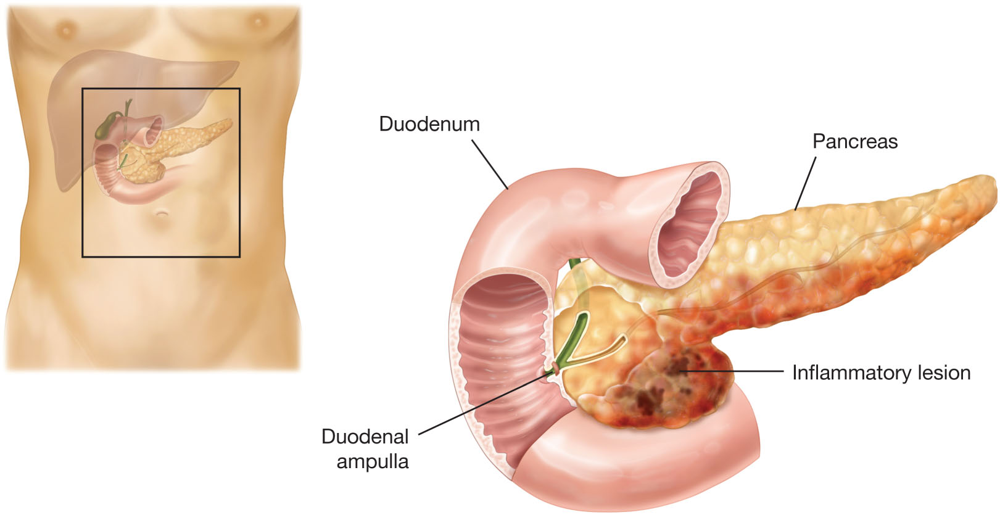 Duodenum
Pancreas
Inflammatory lesion
Duodenal
ampulla